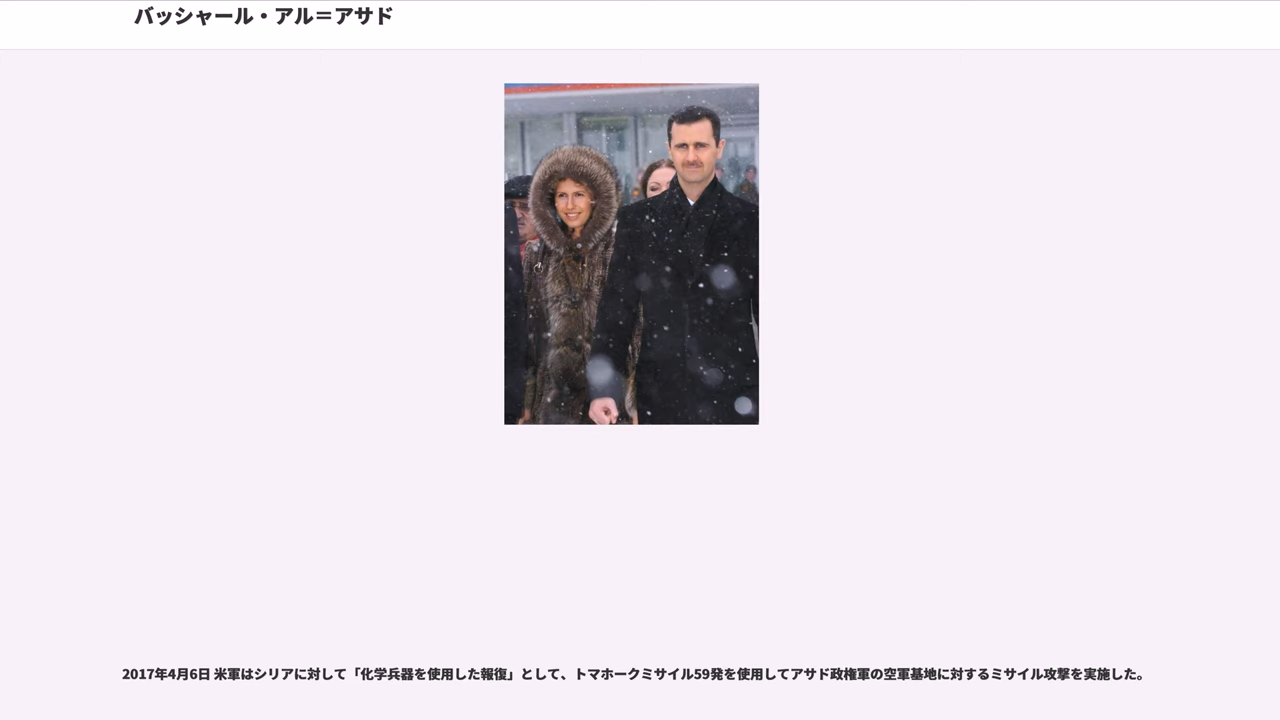 バッシャール・アル＝アサド
2017年4月6日 米軍はシリアに対して「化学兵器を使用した報復」として、トマホークミサイル59発を使用してアサド政権軍の空軍基地に対するミサイル攻撃を実施した。